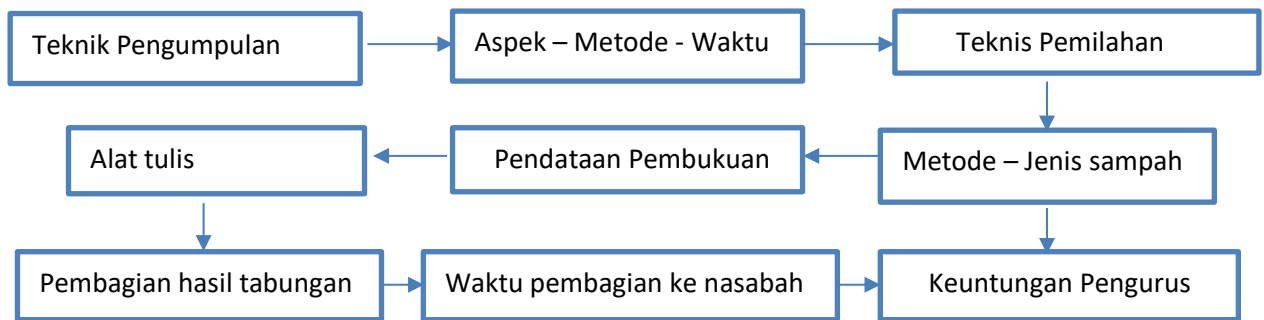 Teknik Pengumpulan
Aspek – Metode - Waktu
Teknis Pemilahan
Alat tulis
Pendataan Pembukuan
Metode – Jenis sampah
Pembagian hasil tabungan
Waktu pembagian ke nasabah
Keuntungan Pengurus